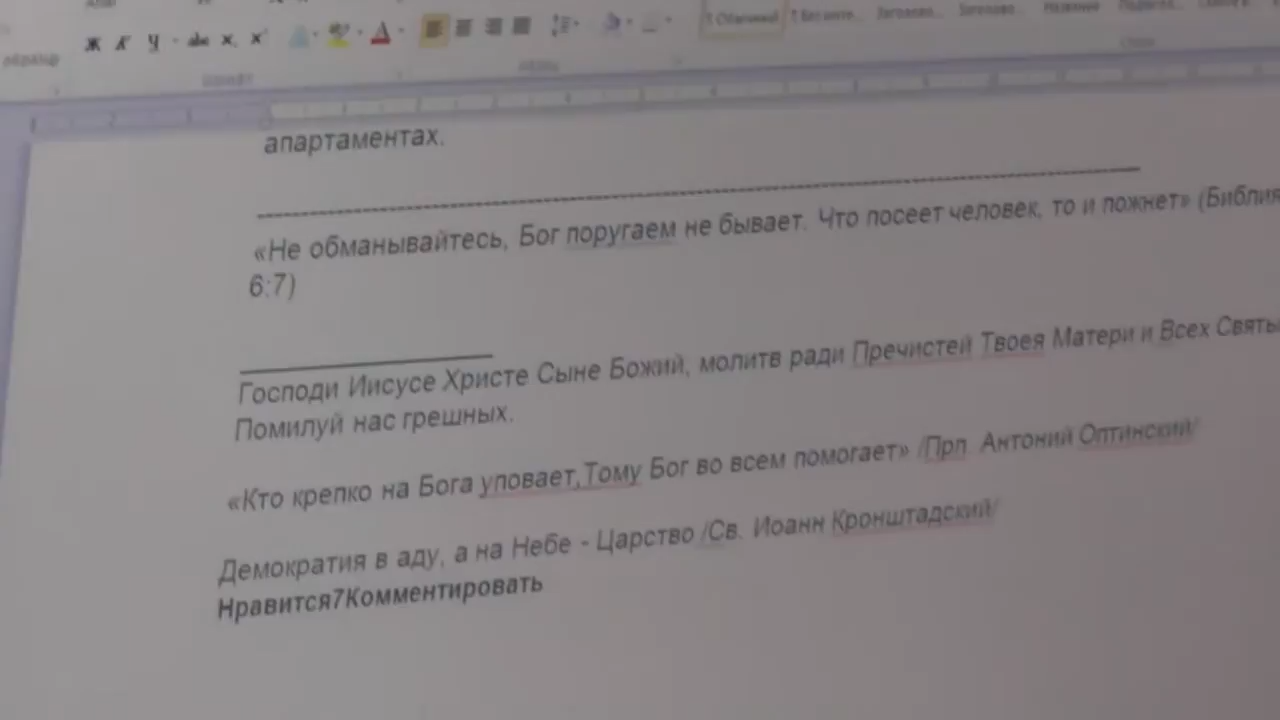 Ж К Ч abc x, x
апартаментах.
«Не обманывайтесь, Бог поругаем не бывает. Что посеет человек, то и пожнет» (Библия
6:7)
Господи Иисусе Христе Сыне Божий, молитв ради Пречистей Твоея Матери и Всех Святы
Помилуй нас грешных.
«Кто крепко на Бога уповает,Тому Бог во всем помогает» /Прп. Антоний Оптинский/
Демократия в аду, а на Небе - Царство /Св. Иоанн Кронштадский/
Нравится7Комментировать